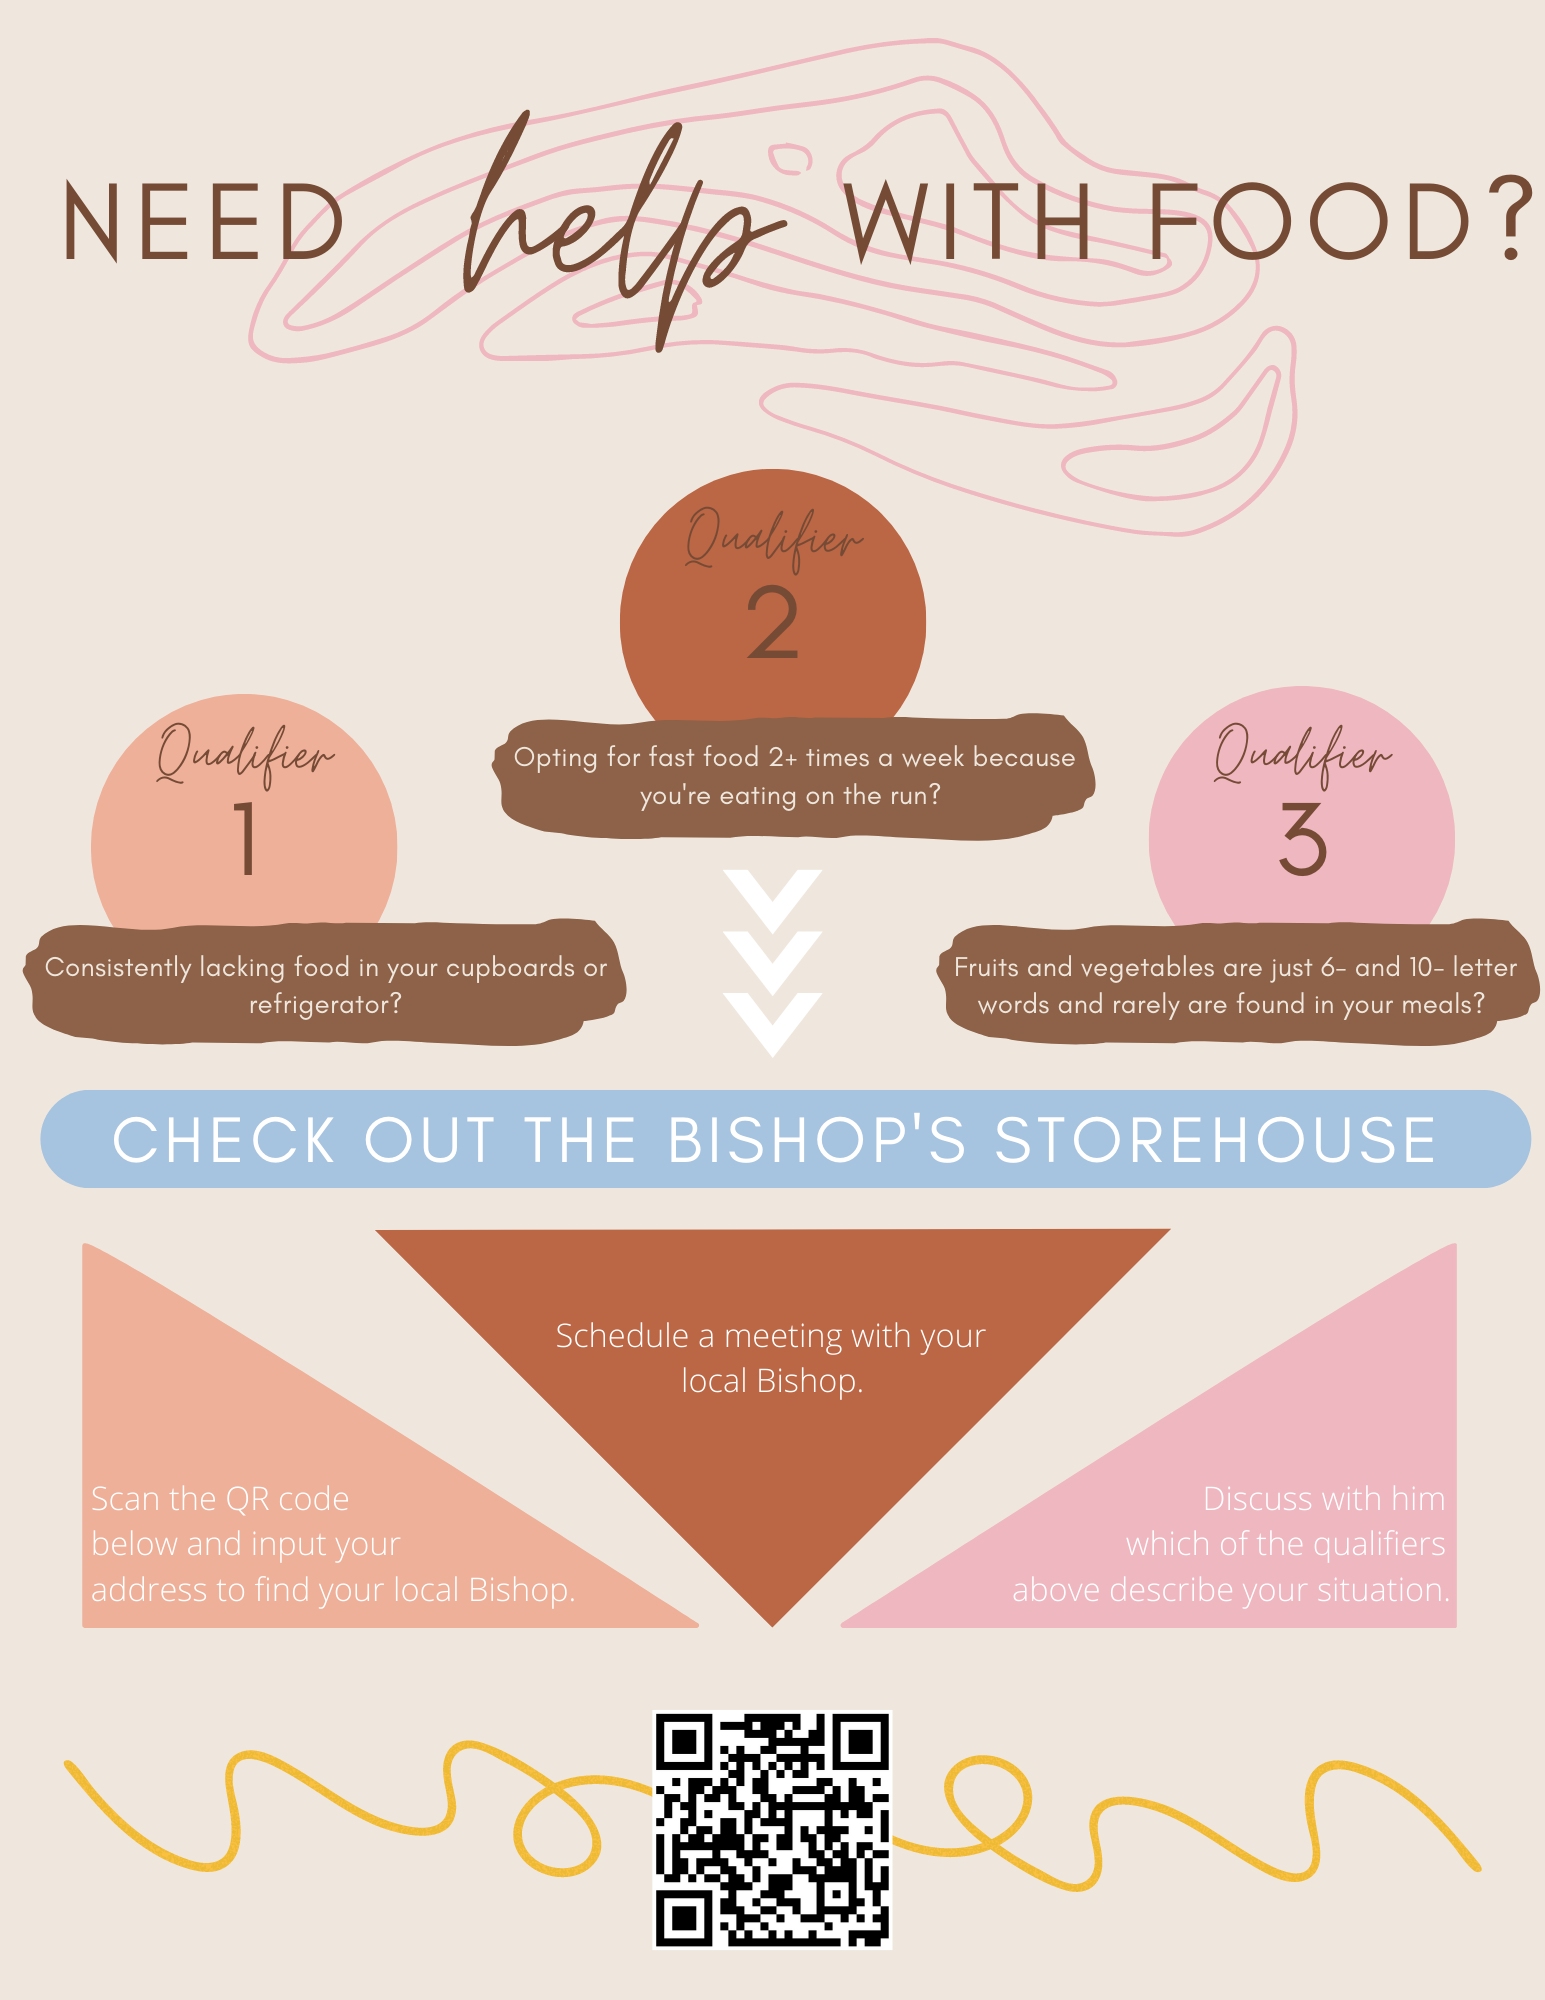 NEED help WITH FOOD?
Qualifier
1
Consistently lacking food in your cupboards or
refrigerator?
Qualifier
2
Opting for fast food 2+ times a week because
you're eating on the run?
Qualifier
3
Fruits and vegetables are just 6- and 10- letter
words and rarely are found in your meals?
CHECK OUT THE BISHOP'S STOREHOUSE
Scan the QR code
below and input your
address to find your local Bishop.
Schedule a meeting with your
local Bishop.
Discuss with him
which of the qualifiers
above describe your situation.